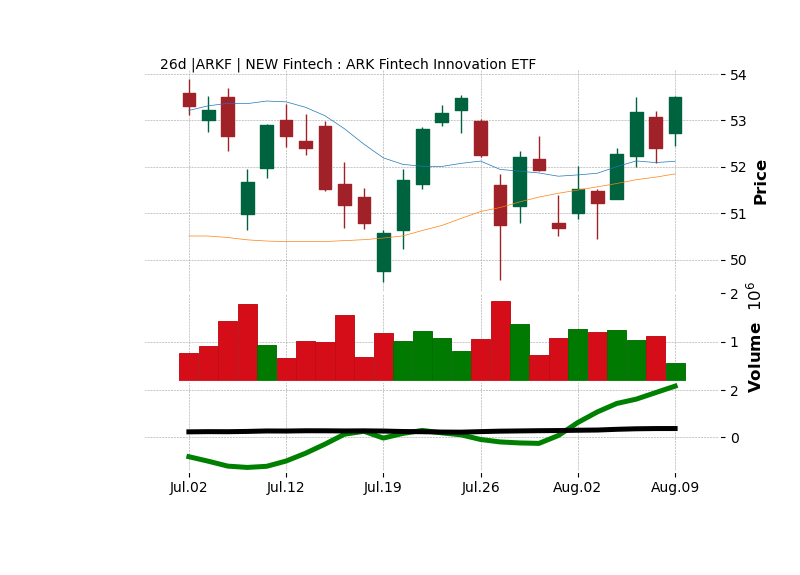 26d |ARKF | NEW Fintech : ARK Fintech Innovation ETF
54
53
52
51
50
Price
2
1
Volume 10^6
2
0
Jul.02 Jul.12 Jul.19 Jul.26 Aug.02 Aug.09